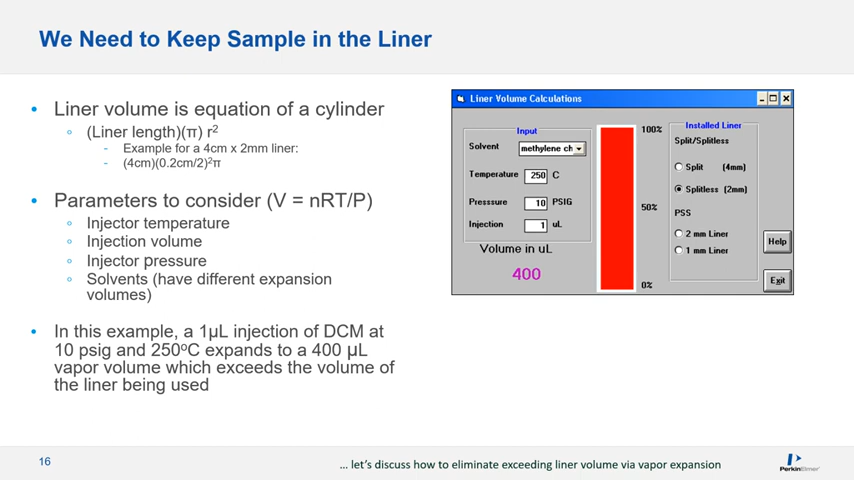 We Need to Keep Sample in the Liner
• Liner volume is equation of a cylinder
◦ (Liner length)(π) r²
- Example for a 4cm x 2mm liner:
- (4cm)(0.2cm/2)²π
• Parameters to consider (V = nRT/P)
◦ Injector temperature
◦ Injection volume
◦ Injector pressure
◦ Solvents (have different expansion
volumes)
• In this example, a 1µL injection of DCM at
10 psig and 250°C expands to a 400 µL
vapor volume which exceeds the volume of
the liner being used
Liner Volume Calculations
Input
Solvent methylene ch
Temperature 250 C
Presssure 10 PSIG
Injection 1 uL
Volume in uL
400
100%
50%
0%
Installed Liner
Split/Splitless
Split (4mm)
Splitless (2mm)
PSS
2 mm Liner
1 mm Liner
Help
Exit
16
... let's discuss how to eliminate exceeding liner volume via vapor expansion
PerkinElmer